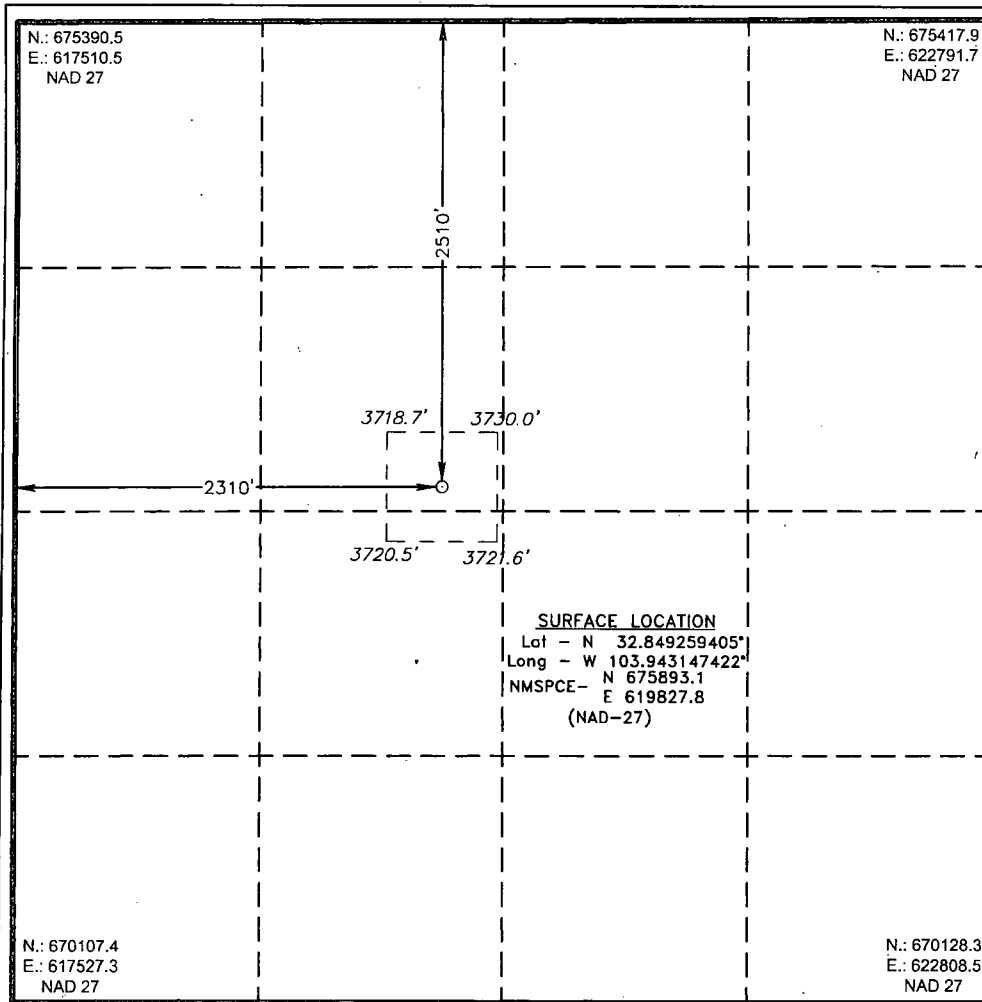 N.: 675390.5
E.: 617510.5
NAD 27
N.: 675417.9
E.: 622791.7
NAD 27
2510'
3718.7' 3730.0'
2310'
3720.5' 3721.6'
SURFACE LOCATION
Lat - N 32.849259405°
Long - W 103.943147422°
NMSPCE- N 675893.1
E 619827.8
(NAD-27)
N.: 670107.4
E.: 617527.3
NAD 27
N.: 670128.3
E.: 622808.5
NAD 27